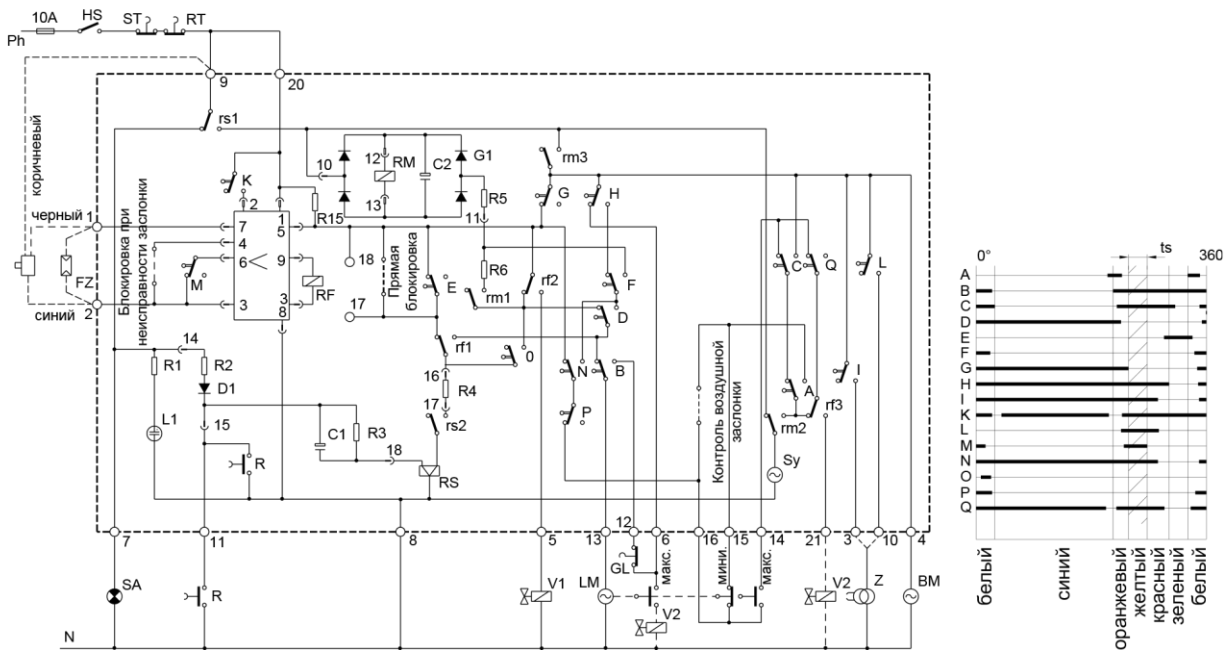 10A HS ST RT
Ph
9 20
rs1
коричневый
10 12 RM C2 G1
rm3
K
2 1
13 R5
G H
черный 1
7 4 6 3
5 9 3 8
R15
11
Блокировка при
неисправности заслонки
M
RF
18
17
Прямая
блокировка
E
R6
rm1
rf2
F
C Q L
FZ
2
синий
D
rf1
O
N B
P
I
14
R1 R2
D1
L1
15
16
R4
17
rs2
C1 R3
18
R
RS
Контроль воздушной
заслонки
A
rm2
rf3
Sy
7 11 8 5 13 12 6 16 15 14 21 3 10 4
SA
R
V1
LM
GL
макс.
V2
мини.
макс.
V2
Z
BM
N
0° ts 360
A
B
C
D
E
F
G
H
I
K
L
M
N
O
P
Q
белый
синий
оранжевый
желтый
красный
зеленый
белый